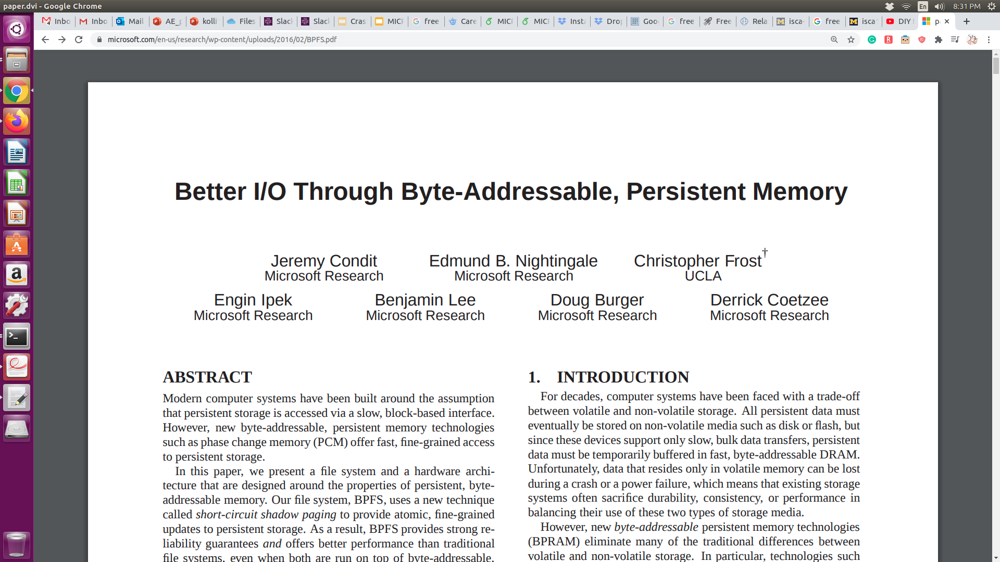 paper.dvi - Google Chrome
En
8:31 PM
Inbo
Inbo
Mail
AE_p
kolli
Files
Slack
Slack
Cras
MICR
free
Care
MICR
MICR
Insta
Drop
Goog
free
Free
Rela
isca-
free
isca
DIY
p
microsoft.com/en-us/research/wp-content/uploads/2016/02/BPFS.pdf
Better I/O Through Byte-Addressable, Persistent Memory
Jeremy Condit
Microsoft Research
Edmund B. Nightingale
Microsoft Research
Christopher Frost†
UCLA
Engin Ipek
Microsoft Research
Benjamin Lee
Microsoft Research
Doug Burger
Microsoft Research
Derrick Coetzee
Microsoft Research
ABSTRACT
Modern computer systems have been built around the assumption
that persistent storage is accessed via a slow, block-based interface.
However, new byte-addressable, persistent memory technologies
such as phase change memory (PCM) offer fast, fine-grained access
to persistent storage.
In this paper, we present a file system and a hardware archi-
tecture that are designed around the properties of persistent, byte-
addressable memory. Our file system, BPFS, uses a new technique
called short-circuit shadow paging to provide atomic, fine-grained
updates to persistent storage. As a result, BPFS provides strong re-
liability guarantees and offers better performance than traditional
file systems, even when both are run on top of byte-addressable,
1. INTRODUCTION
For decades, computer systems have been faced with a trade-off
between volatile and non-volatile storage. All persistent data must
eventually be stored on non-volatile media such as disk or flash, but
since these devices support only slow, bulk data transfers, persistent
data must be temporarily buffered in fast, byte-addressable DRAM.
Unfortunately, data that resides only in volatile memory can be lost
during a crash or a power failure, which means that existing storage
systems often sacrifice durability, consistency, or performance in
balancing their use of these two types of storage media.
However, new byte-addressable persistent memory technologies
(BPRAM) eliminate many of the traditional differences between
volatile and non-volatile storage. In particular, technologies such